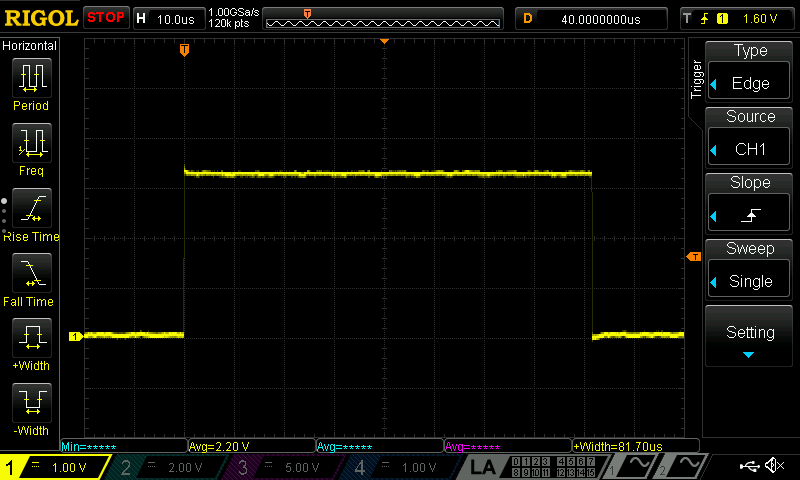 RIGOL STOP H 10.0us 1.00GSa/s D 40.0000000us T 1 1.60 V
120k pts
T
Horizontal
Period
Freq
Rise Time
Fall Time
+Width
-Width
1
T
Trigger
Type
Edge
Source
CH1
Slope
Sweep
Single
Setting
Min=***** Avg=2.20 V Avg=***** Avg=***** +Width=81.70us
1 = 1.00 V 2 = 2.00 V 3 = 5.00 V 4 = 1.00 V LA 0 1 2 3 4 5 6 7 1 2
8 9 10 11 12 13 14 15